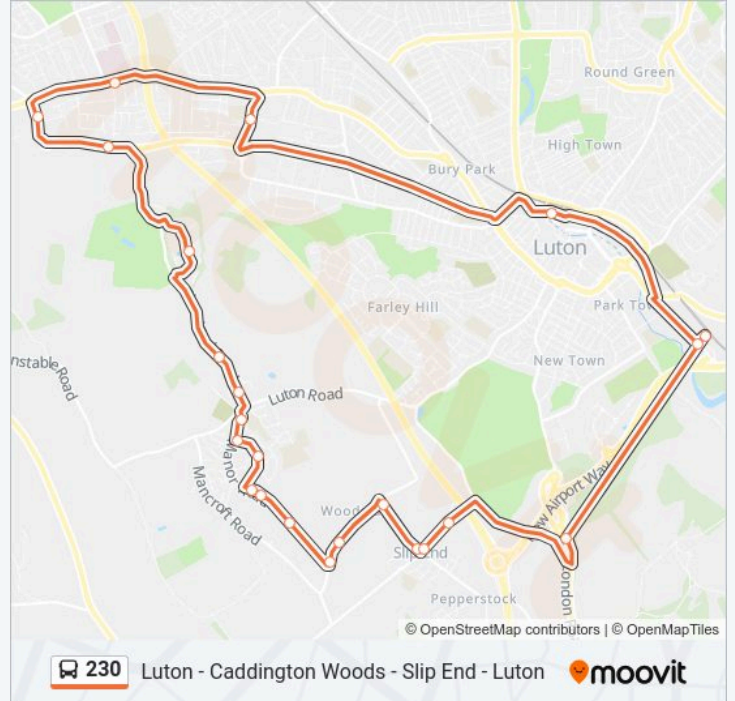 Round Green
High Town
Bury Park
Luton
Park To
Farley Hill
New Town
nstable Road
Luton Road
Manor
Mancroft Road
Wood
w Airport Way
Slip End
London
Pepperstock
© OpenStreetMap contributors | © OpenMapTiles
230 Luton - Caddington Woods - Slip End - Luton moovit